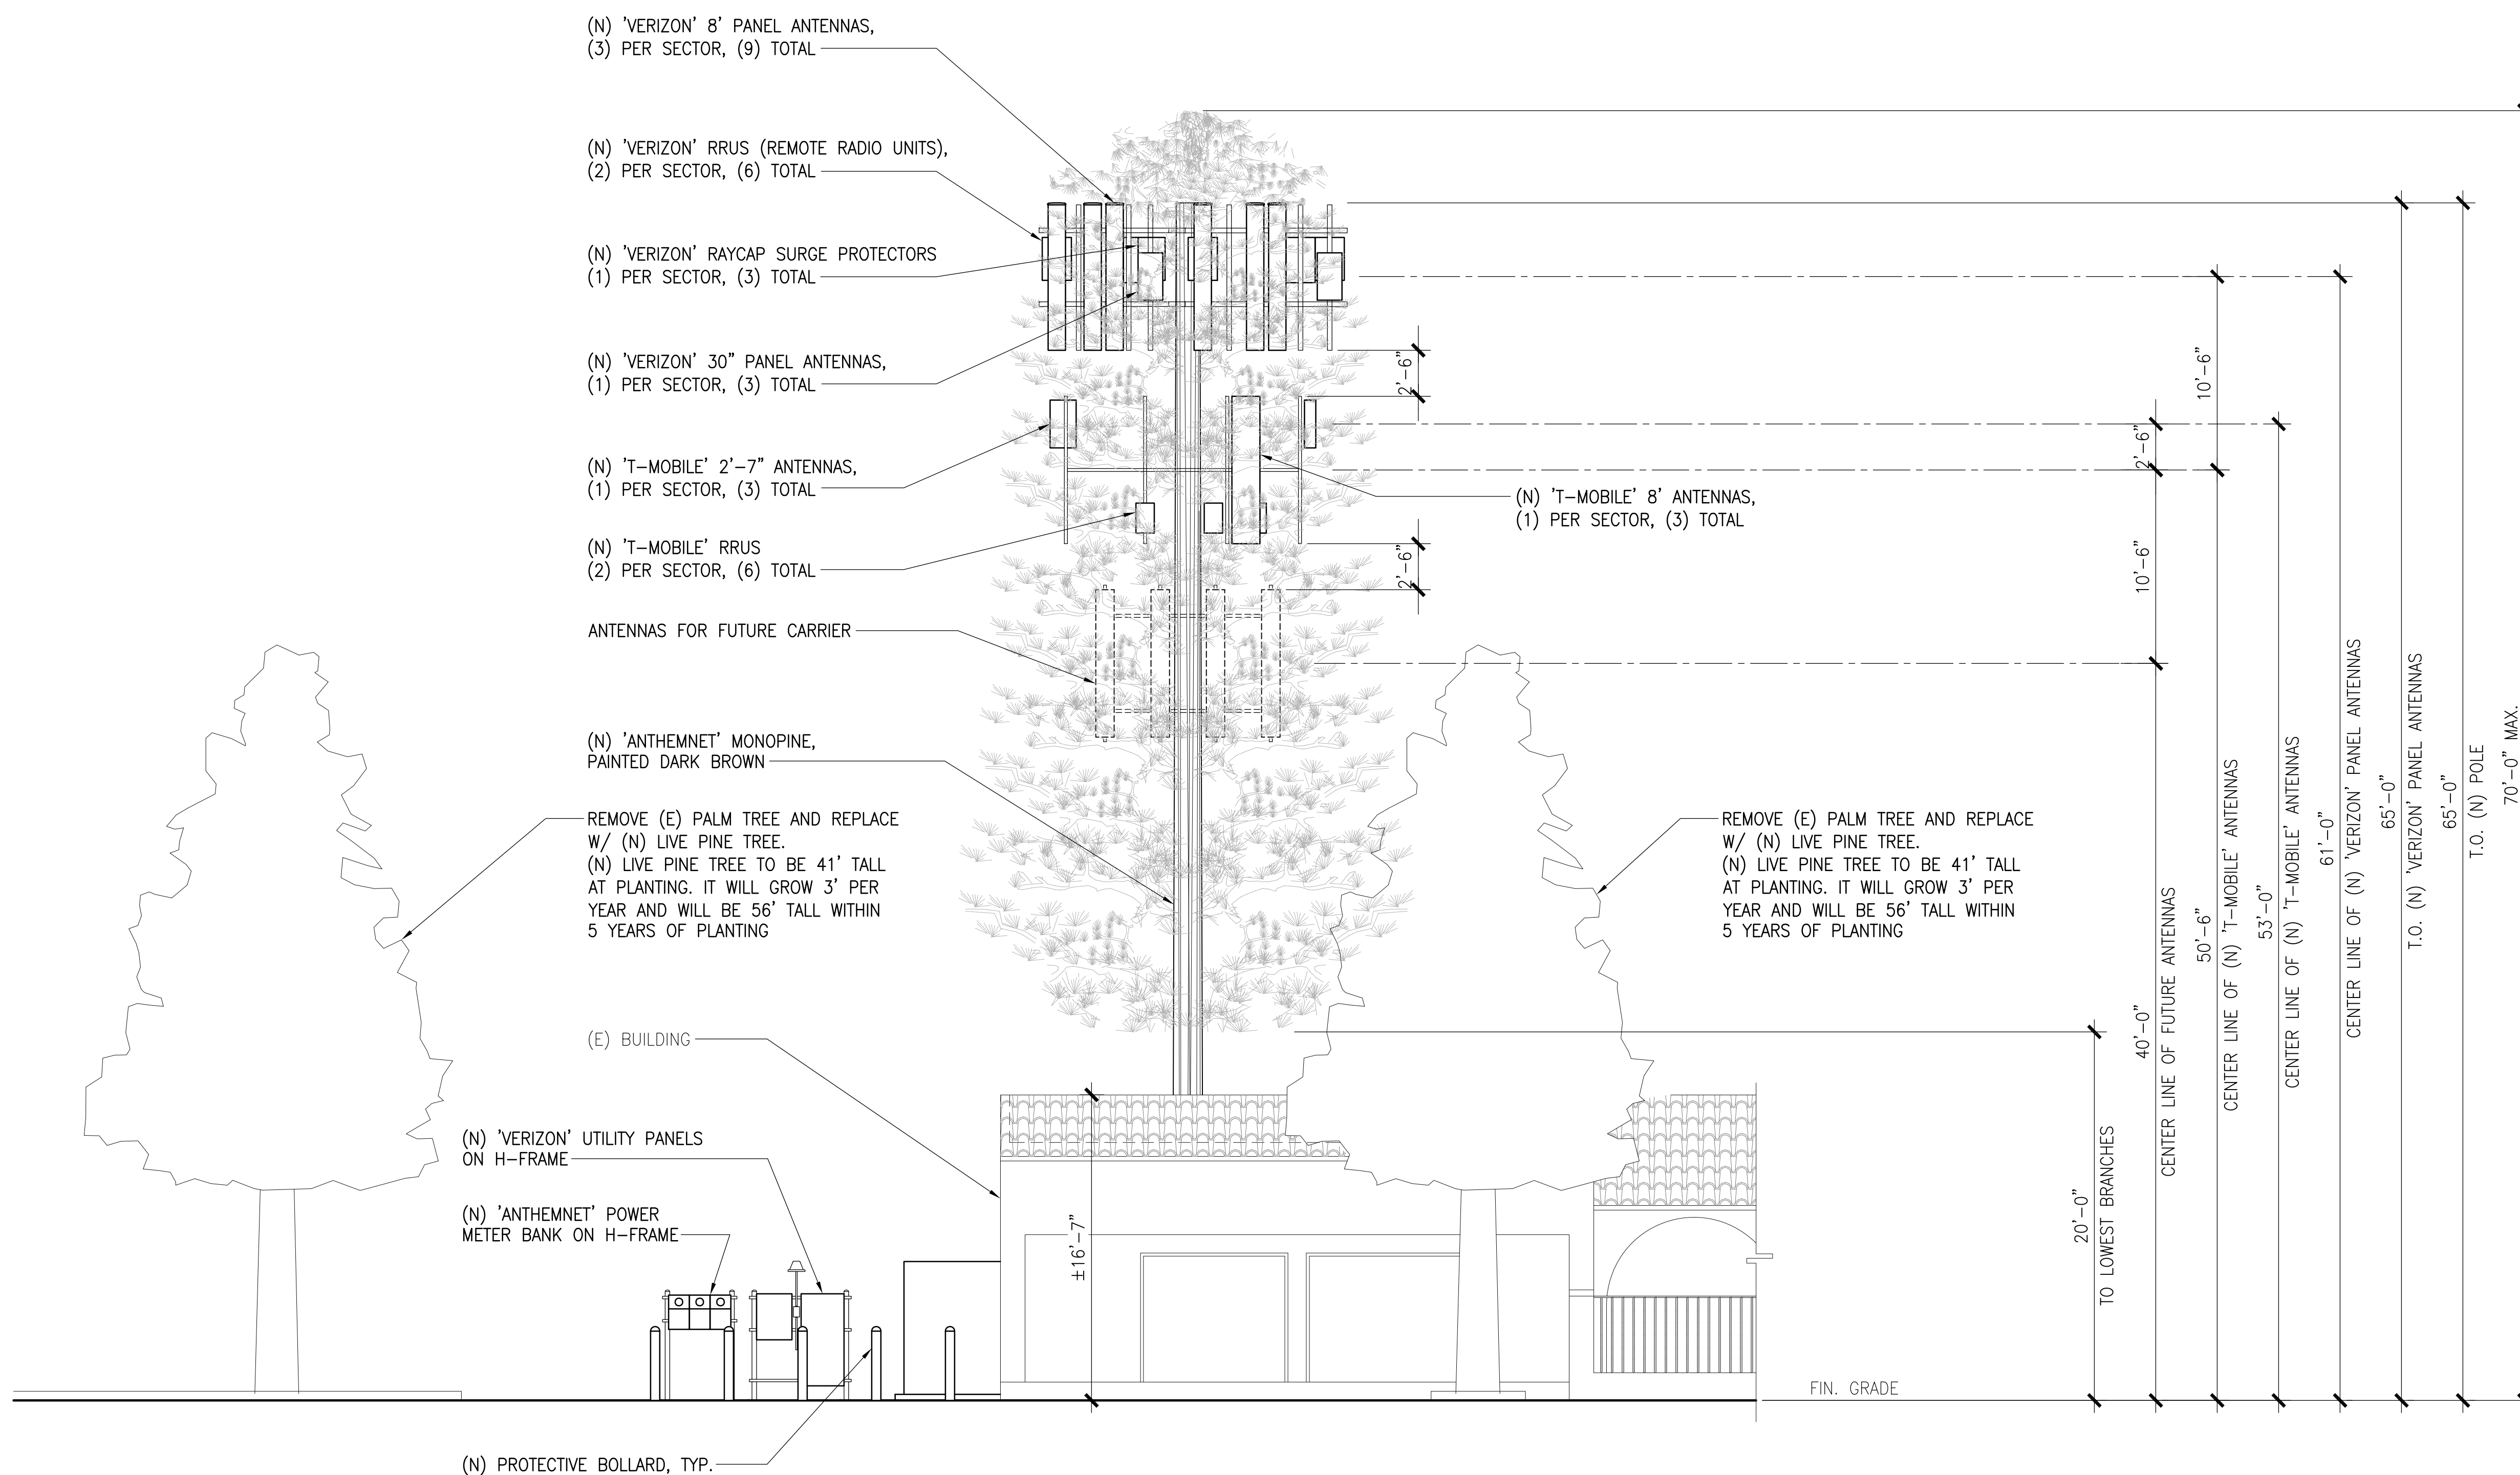 (N) 'VERIZON' 8' PANEL ANTENNAS,
(3) PER SECTOR, (9) TOTAL
(N) 'VERIZON' RRUS (REMOTE RADIO UNITS),
(2) PER SECTOR, (6) TOTAL
(N) 'VERIZON' RAYCAP SURGE PROTECTORS
(1) PER SECTOR, (3) TOTAL
(N) 'VERIZON' 30" PANEL ANTENNAS,
(1) PER SECTOR, (3) TOTAL
(N) 'T-MOBILE' 2'-7" ANTENNAS,
(1) PER SECTOR, (3) TOTAL
(N) 'T-MOBILE' RRUS
(2) PER SECTOR, (6) TOTAL
ANTENNAS FOR FUTURE CARRIER
(N) 'ANTHEMNET' MONOPINE,
PAINTED DARK BROWN
REMOVE (E) PALM TREE AND REPLACE
W/ (N) LIVE PINE TREE.
(N) LIVE PINE TREE TO BE 41' TALL
AT PLANTING. IT WILL GROW 3' PER
YEAR AND WILL BE 56' TALL WITHIN
5 YEARS OF PLANTING
(E) BUILDING
(N) 'VERIZON' UTILITY PANELS
ON H-FRAME
(N) 'ANTHEMNET' POWER
METER BANK ON H-FRAME
(N) PROTECTIVE BOLLARD, TYP.
±16'-7"
2'-6"
2'-6"
(N) 'T-MOBILE' 8' ANTENNAS,
(1) PER SECTOR, (3) TOTAL
REMOVE (E) PALM TREE AND REPLACE
W/ (N) LIVE PINE TREE.
(N) LIVE PINE TREE TO BE 41' TALL
AT PLANTING. IT WILL GROW 3' PER
YEAR AND WILL BE 56' TALL WITHIN
5 YEARS OF PLANTING
FIN. GRADE
20'-0"
TO LOWEST BRANCHES
2'-6"
10'-6"
40'-0"
CENTER LINE OF FUTURE ANTENNAS
10'-6"
50'-6"
CENTER LINE OF (N) 'T-MOBILE' ANTENNAS
53'-0"
CENTER LINE OF (N) 'T-MOBILE' ANTENNAS
61'-0"
CENTER LINE OF (N) 'VERIZON' PANEL ANTENNAS
65'-0"
T.O. (N) 'VERIZON' PANEL ANTENNAS
65'-0"
T.O. (N) POLE
70'-0" MAX.